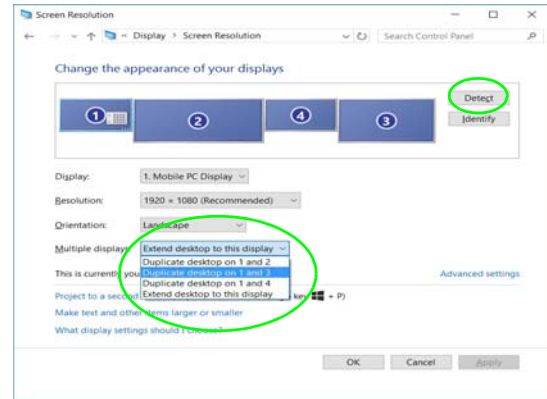 Screen Resolution
Display > Screen Resolution
Search Control Panel
Change the appearance of your displays
1
2
4
3
Detect
Identify
Display: 1. Mobile PC Display
Resolution: 1920 × 1080 (Recommended)
Orientation: Landscape
Multiple displays Extend desktop to this display
Duplicate desktop on 1 and 2
This is currently you Duplicate desktop on 1 and 3 Advanced settings
Duplicate desktop on 1 and 4
Extend desktop to this display
Project to a second key + P)
Make text and other items larger or smaller
What display settings should I choose?
OK Cancel Apply